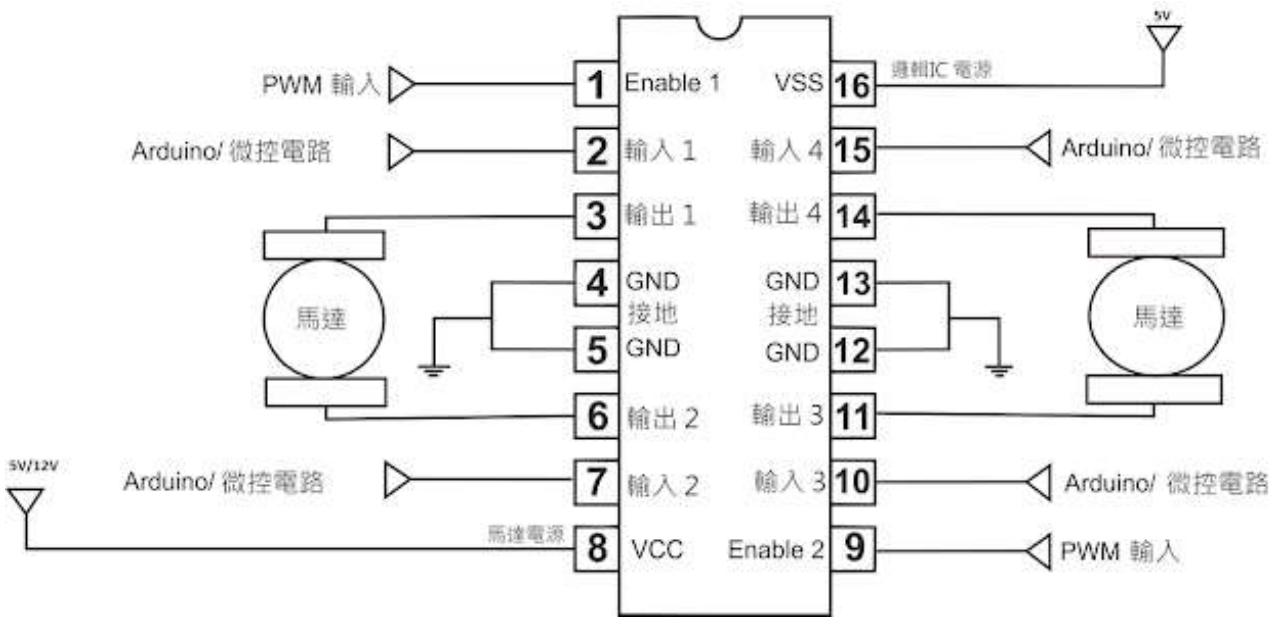 5V
PWM 輸入
1
Enable 1
VSS
16
邏輯IC 電源
Arduino/ 微控電路
2
輸入 1
輸入 4
15
Arduino/ 微控電路
3
輸出 1
輸出 4
14
馬達
4
GND
接地
5
GND
GND
13
接地
GND
12
馬達
6
輸出 2
輸出 3
11
5V/12V
Arduino/ 微控電路
7
輸入 2
輸入 3
10
Arduino/ 微控電路
馬達電源
8
VCC
Enable 2
9
PWM 輸入